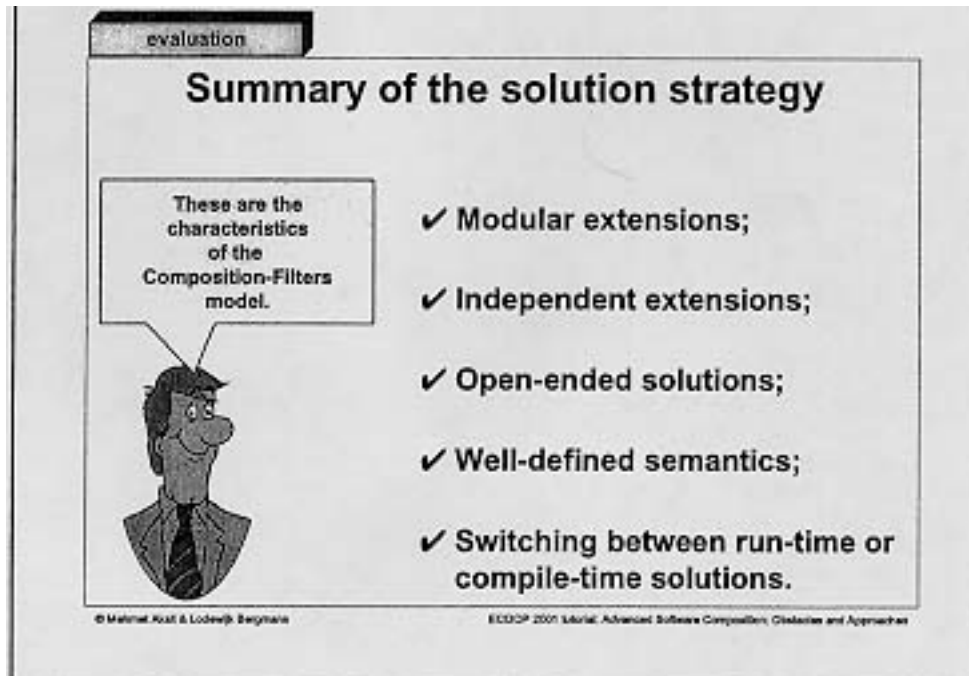 evaluation
Summary of the solution strategy
These are the
characteristics
of the
Composition-Filters
model.
✔ Modular extensions;
✔ Independent extensions;
✔ Open-ended solutions;
✔ Well-defined semantics;
✔ Switching between run-time or
compile-time solutions.
© Mehmet Aksit & Lodewijk Bergmans
ECOOP 2001 tutorial: Advanced Software Composition; Obstacles and Approaches